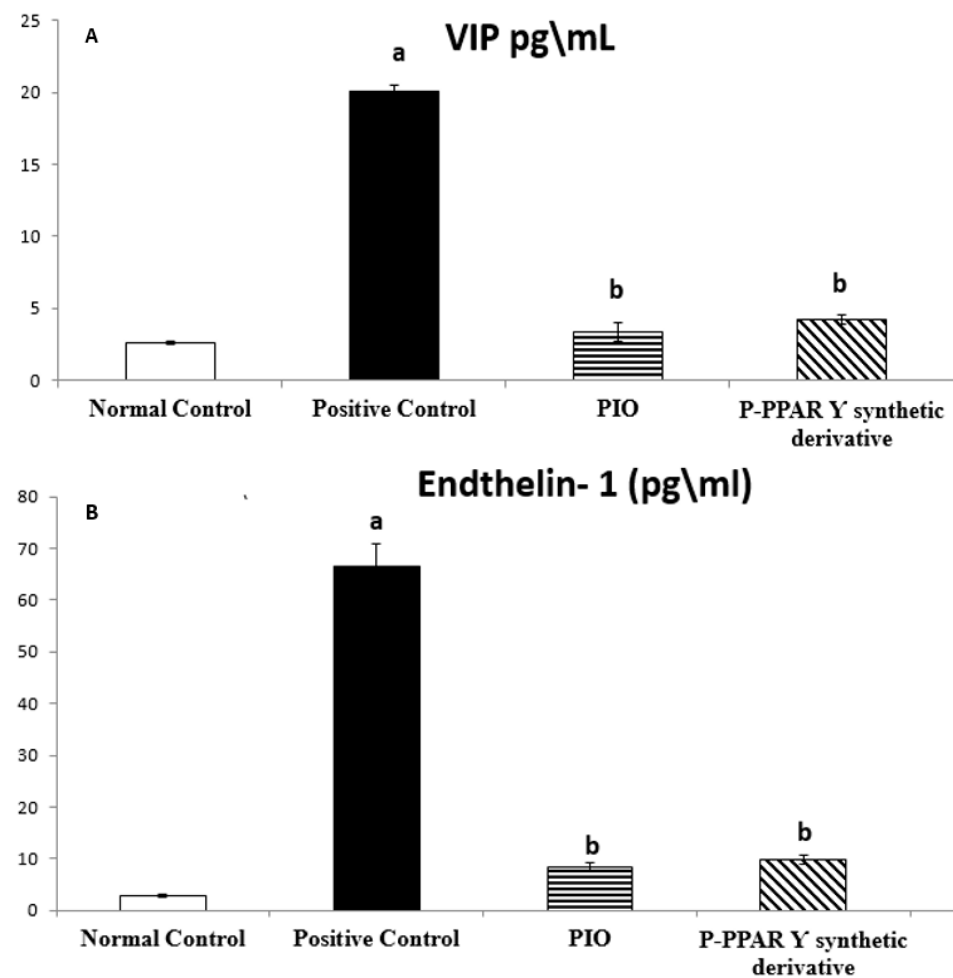 A
VIP pg\mL
25
20
15
10
5
0
a
b
b
Normal Control
Positive Control
PIO
P-PPAR Ƴ synthetic
derivative
B
Endthelin- 1 (pg\ml)
80
70
60
50
40
30
20
10
0
a
b
b
Normal Control
Positive Control
PIO
P-PPAR Ƴ synthetic
derivative